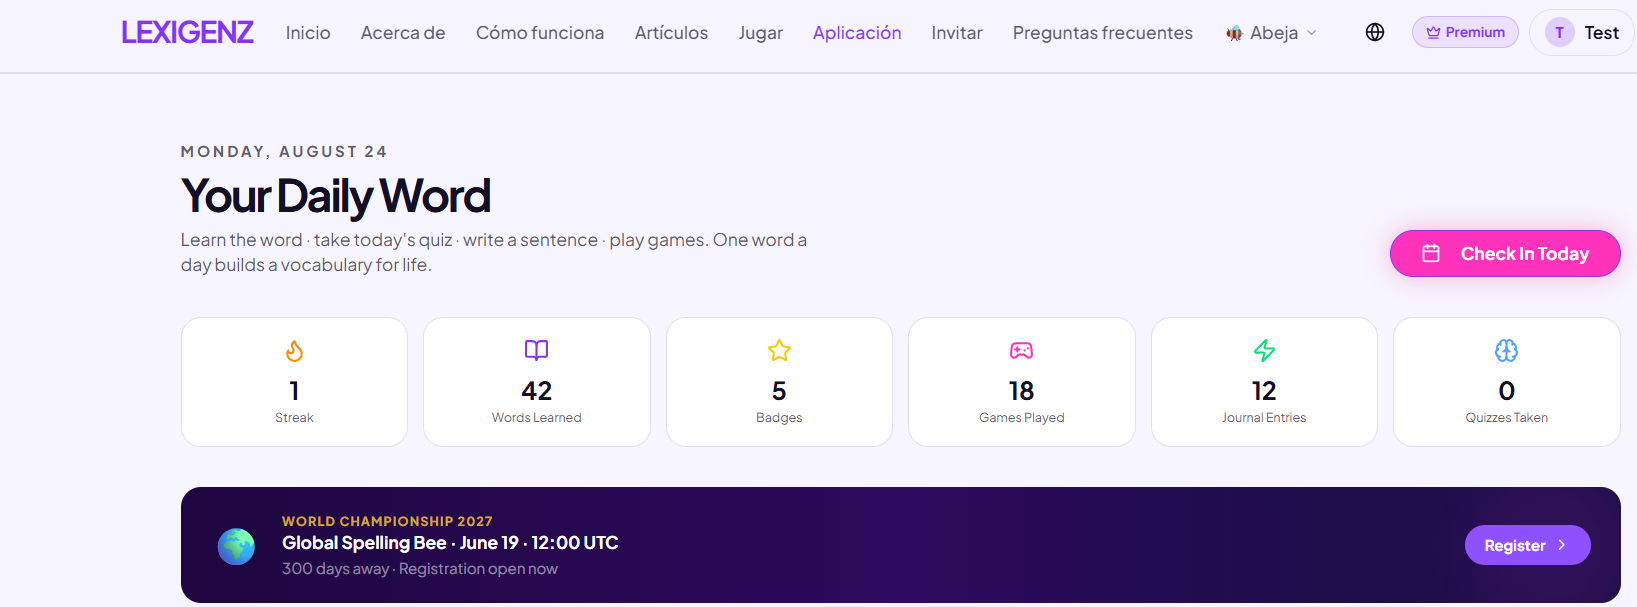 LEXIGENZ Inicio Acerca de Cómo funciona Artículos Jugar Aplicación Invitar Preguntas frecuentes Abeja Premium T Test
MONDAY, AUGUST 24
Your Daily Word
Learn the word · take today's quiz · write a sentence · play games. One word a
day builds a vocabulary for life.
Check In Today
1
Streak
42
Words Learned
5
Badges
18
Games Played
12
Journal Entries
0
Quizzes Taken
WORLD CHAMPIONSHIP 2027
Global Spelling Bee · June 19 · 12:00 UTC
300 days away · Registration open now
Register